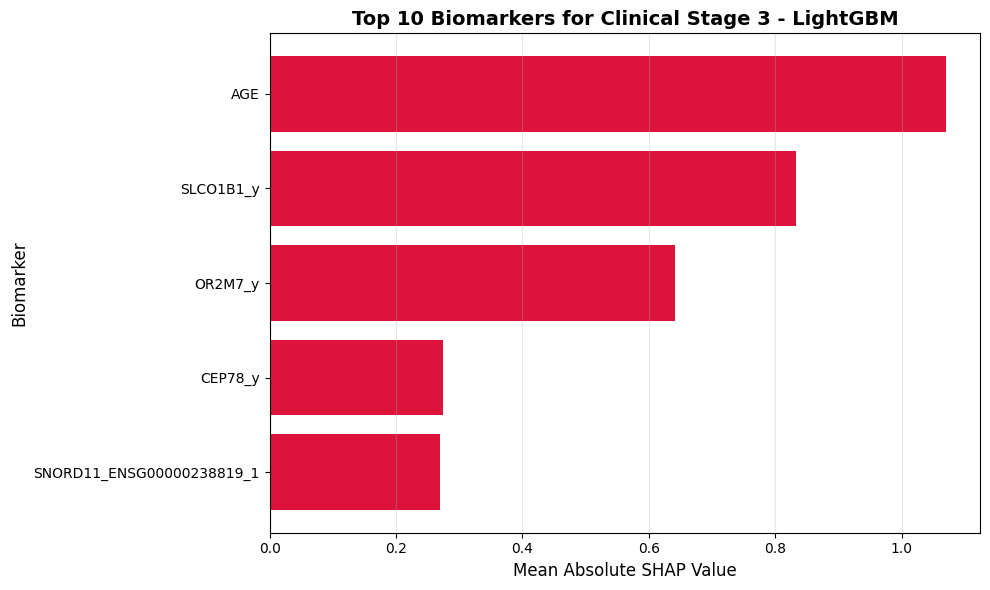 Top 10 Biomarkers for Clinical Stage 3 - LightGBM
Biomarker
AGE
SLCO1B1_y
OR2M7_y
CEP78_y
SNORD11_ENSG00000238819_1
0.0 0.2 0.4 0.6 0.8 1.0
Mean Absolute SHAP Value